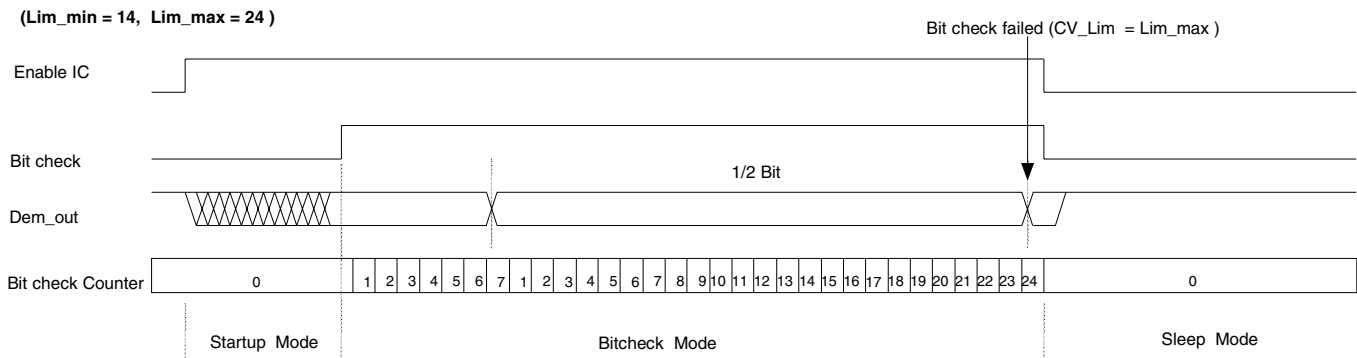 (Lim_min = 14, Lim_max = 24 )
Bit check failed (CV_Lim = Lim_max )
Enable IC
Bit check
1/2 Bit
Dem_out
Bit check Counter 0 1 2 3 4 5 6 7 1 2 3 4 5 6 7 8 9 10 11 12 13 14 15 16 17 18 19 20 21 22 23 24 0
Startup Mode Bitcheck Mode Sleep Mode